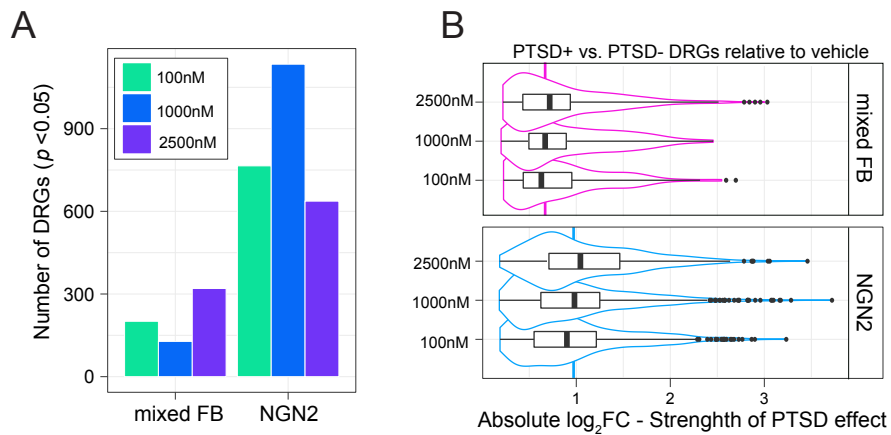 A
Number of DRGs (p <0.05)
900
600
300
0
100nM
1000nM
2500nM
mixed FB
NGN2
B
PTSD+ vs. PTSD- DRGs relative to vehicle
2500nM
1000nM
100nM
mixed FB
2500nM
1000nM
100nM
NGN2
1
2
3
Absolute log₂FC - Strenghth of PTSD effect